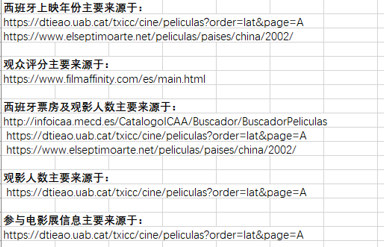 西班牙上映年份主要来源于：
https://dtieao.uab.cat/txicc/cine/peliculas?order=lat&page=A
https://www.elseptimoarte.net/peliculas/paises/china/2002/
观众评分主要来源于：
https://www.filmaffinity.com/es/main.html
西班牙票房及观影人数主要来源于：
http://infoicaa.mecd.es/CatalogoICAA/Buscador/BuscadorPeliculas
https://dtieao.uab.cat/txicc/cine/peliculas?order=lat&page=A
https://www.elseptimoarte.net/peliculas/paises/china/2002/
观影人数主要来源于：
https://dtieao.uab.cat/txicc/cine/peliculas?order=lat&page=A
参与电影展信息主要来源于：
https://dtieao.uab.cat/txicc/cine/peliculas?order=lat&page=A